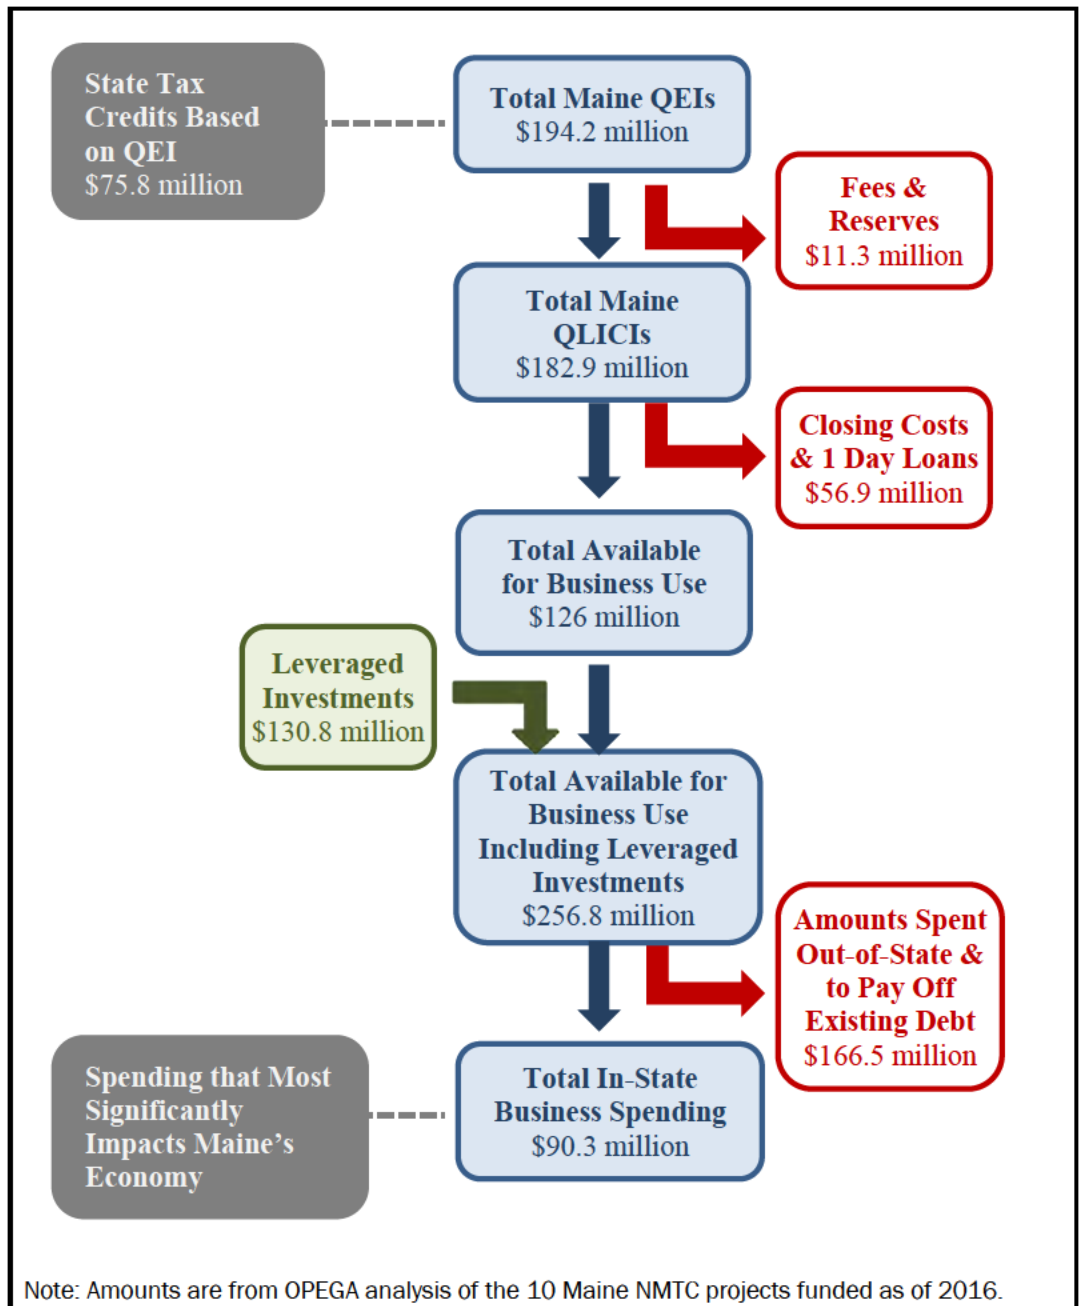 State Tax
Credits Based
on QEI
$75.8 million
Total Maine QEIs
$194.2 million
Fees &
Reserves
$11.3 million
Total Maine
QLICIs
$182.9 million
Closing Costs
& 1 Day Loans
$56.9 million
Total Available
for Business Use
$126 million
Leveraged
Investments
$130.8 million
Total Available for
Business Use
Including Leveraged
Investments
$256.8 million
Amounts Spent
Out-of-State &
to Pay Off
Existing Debt
$166.5 million
Spending that Most
Significantly
Impacts Maine's
Economy
Total In-State
Business Spending
$90.3 million
Note: Amounts are from OPEGA analysis of the 10 Maine NMTC projects funded as of 2016.